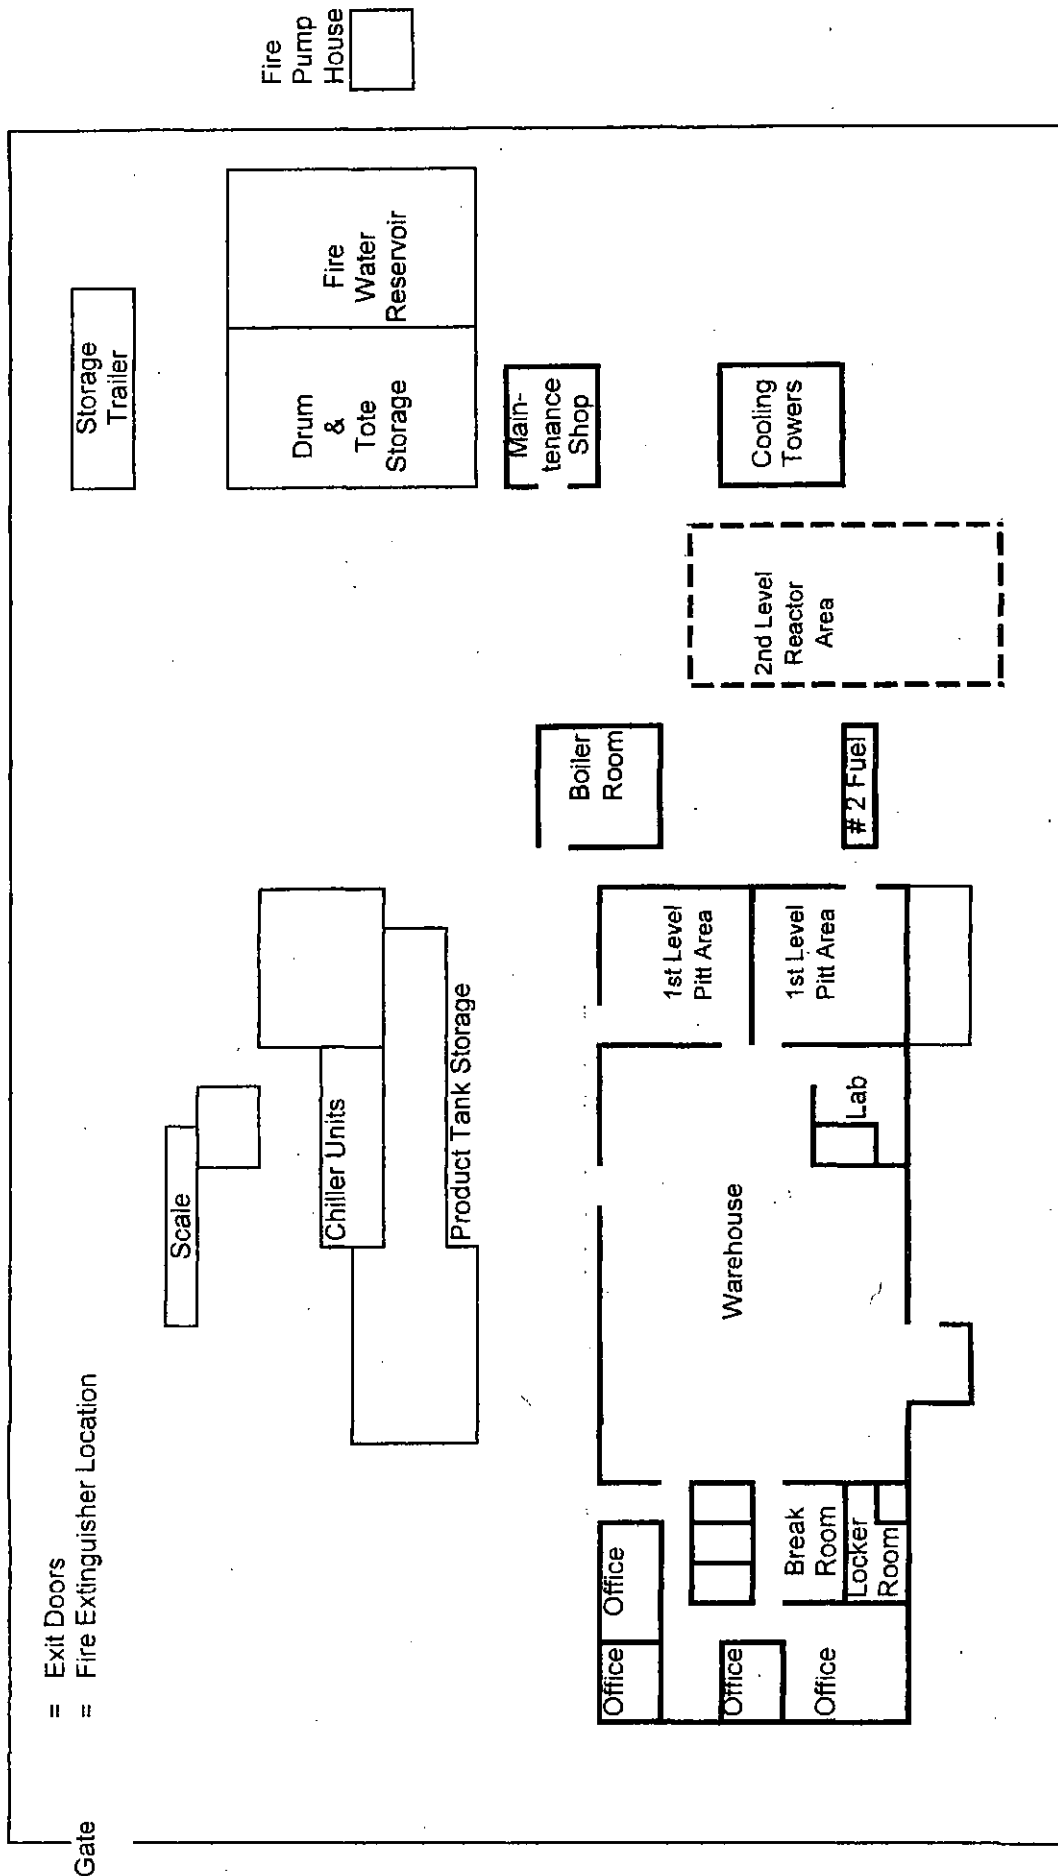 Gate
= Exit Doors
= Fire Extinguisher Location
Scale
Chiller Units
Product Tank Storage
Storage
Trailer
Drum
&
Tote
Storage
Fire
Water
Reservoir
Fire
Pump
House
Main-
tenance
Shop
Boiler
Room
Cooling
Towers
2nd Level
Reactor
Area
# 2 Fuel
1st Level
Pitt Area
1st Level
Pitt Area
Lab
Warehouse
Office
Office
Office
Office
Break
Room
Locker
Room